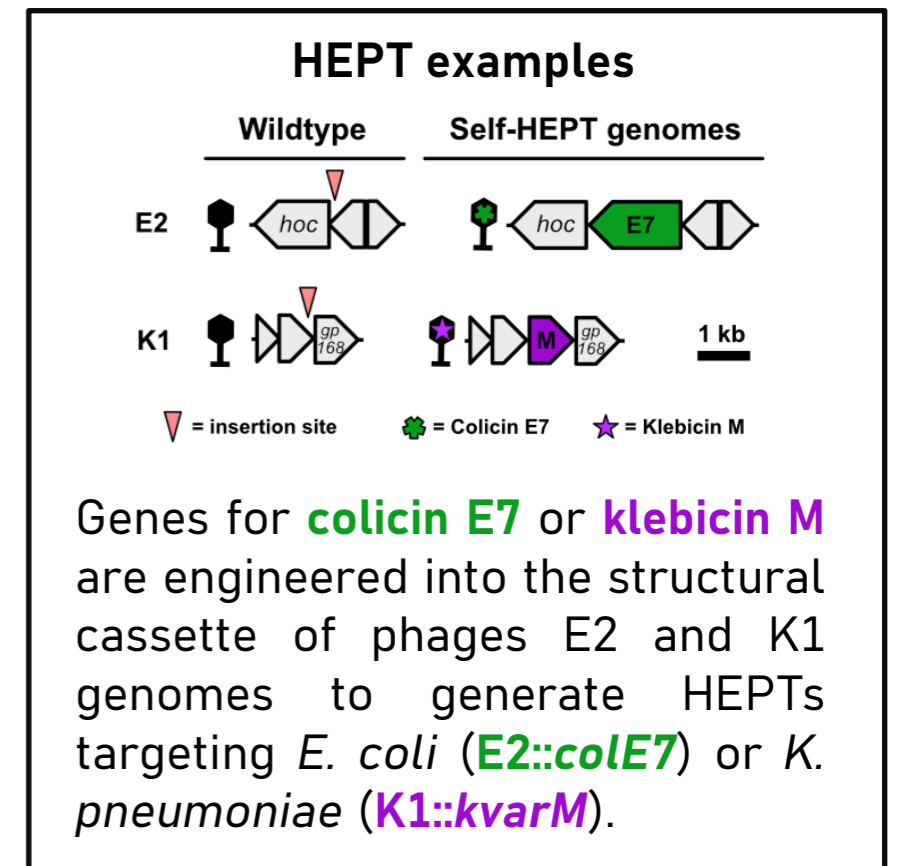 HEPT examples
Wildtype Self-HEPT genomes
E2 hoc hoc E7
K1 gp 168 M gp 168 1 kb
= insertion site = Colicin E7 = Klebicin M
Genes for colicin E7 or klebicin M
are engineered into the structural
cassette of phages E2 and K1
genomes to generate HEPTs
targeting E. coli (E2::colE7) or K.
pneumoniae (K1::kvarM).